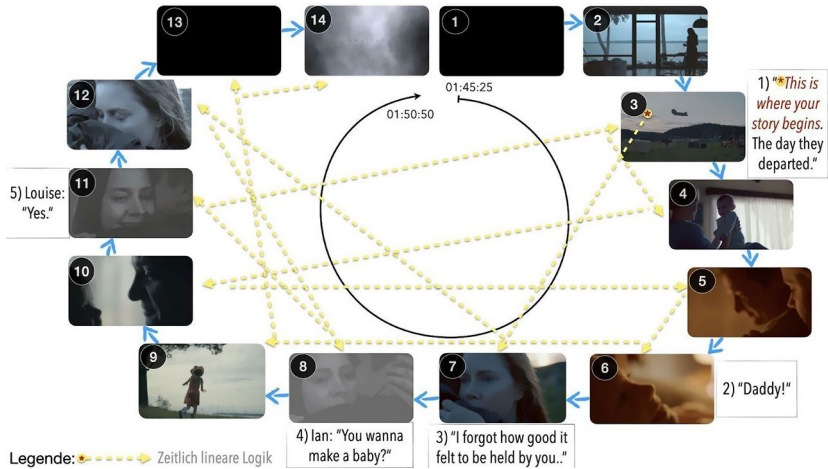 13
14
1
2
12
3
01:45:25
01:50:50
1) "*This is
where your
story begins.
The day they
departed."
11
5) Louise:
"Yes."
4
10
5
9
8
7
6
2) "Daddy!"
4) Ian: "You wanna
make a baby?"
3) "I forgot how good it
felt to be held by you.."
Legende: Zeitlich lineare Logik